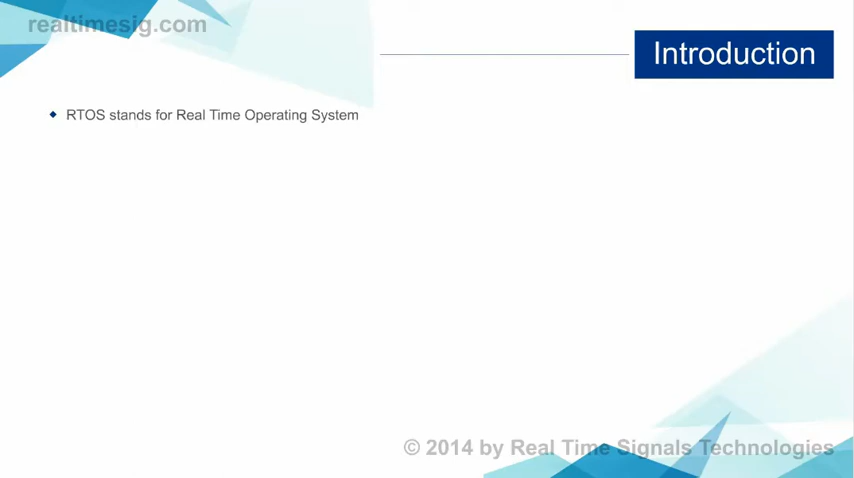 realtimesig.com
Introduction
RTOS stands for Real Time Operating System
© 2014 by Real Time Signals Technologies